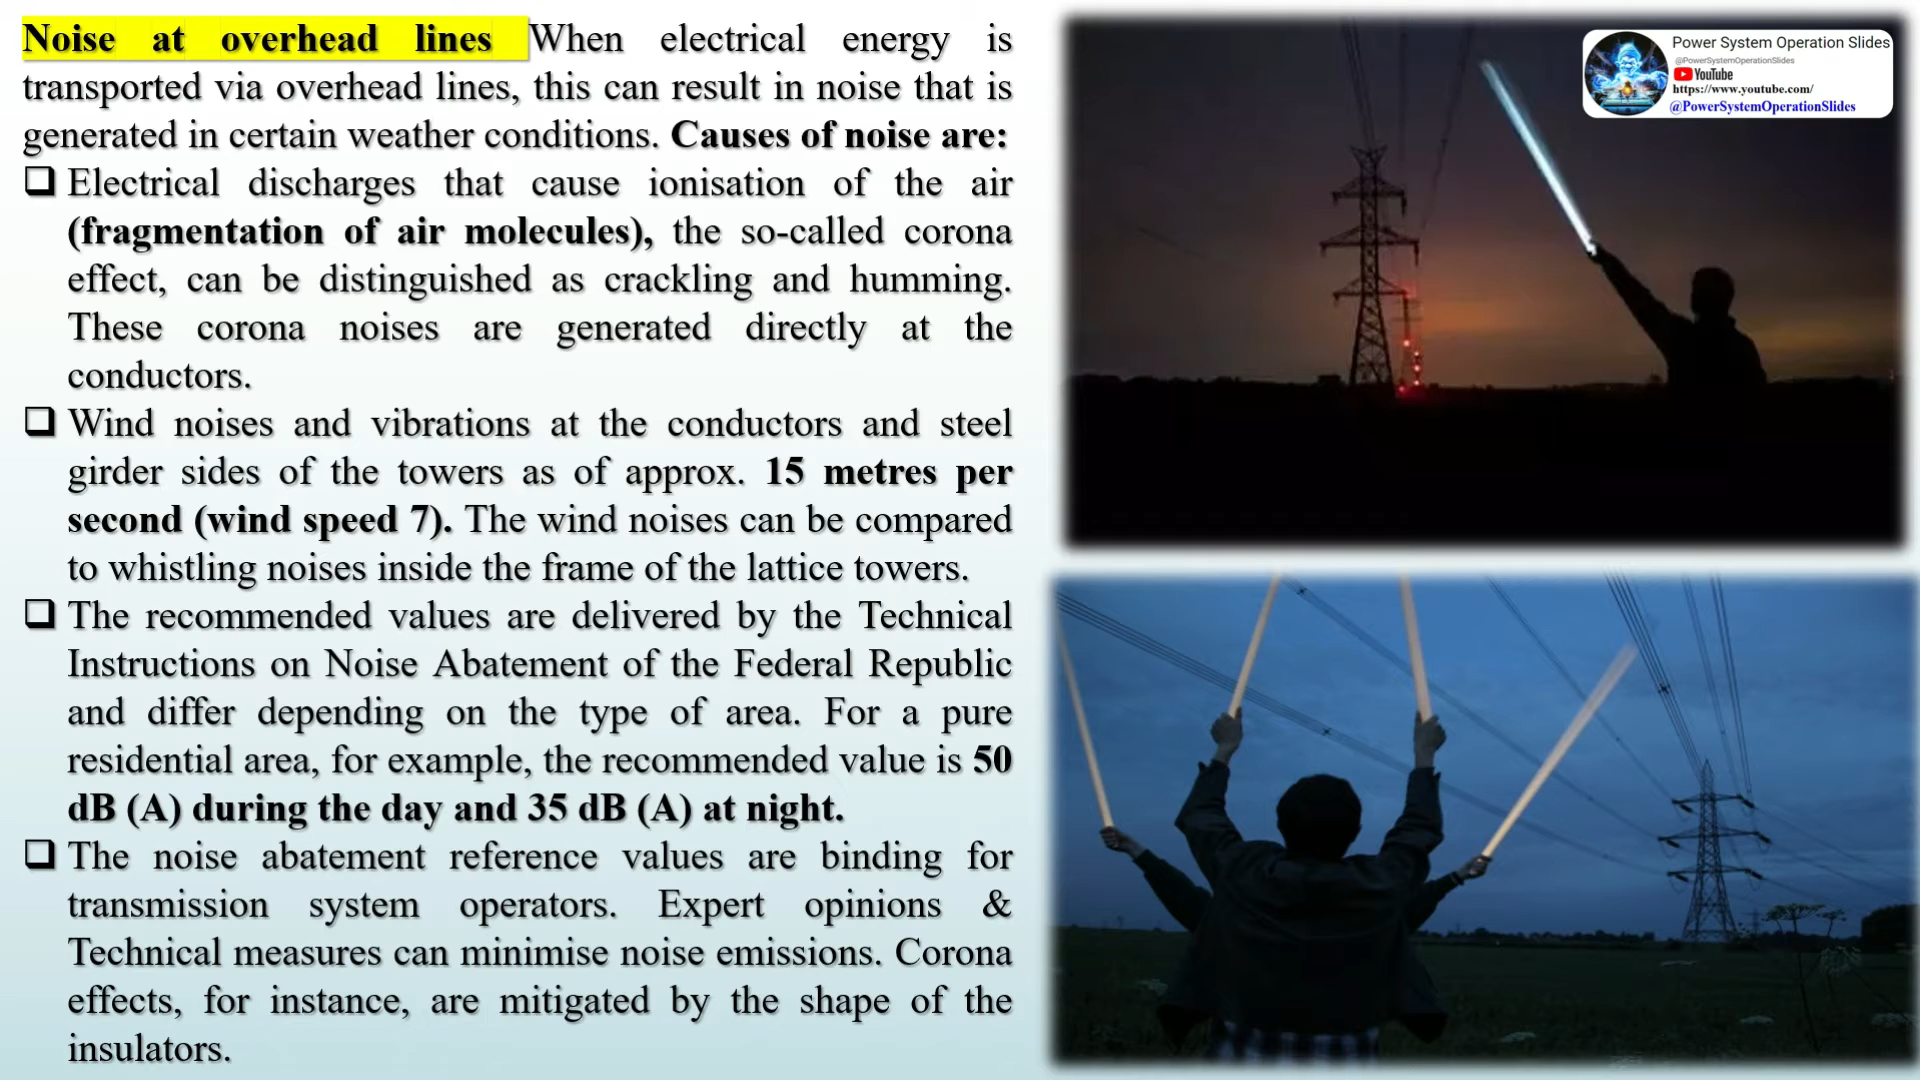 Noise at overhead lines When electrical energy is
transported via overhead lines, this can result in noise that is
generated in certain weather conditions. Causes of noise are:
❑ Electrical discharges that cause ionisation of the air
(fragmentation of air molecules), the so-called corona
effect, can be distinguished as crackling and humming.
These corona noises are generated directly at the
conductors.
❑ Wind noises and vibrations at the conductors and steel
girder sides of the towers as of approx. 15 metres per
second (wind speed 7). The wind noises can be compared
to whistling noises inside the frame of the lattice towers.
❑ The recommended values are delivered by the Technical
Instructions on Noise Abatement of the Federal Republic
and differ depending on the type of area. For a pure
residential area, for example, the recommended value is 50
dB (A) during the day and 35 dB (A) at night.
❑ The noise abatement reference values are binding for
transmission system operators. Expert opinions &
Technical measures can minimise noise emissions. Corona
effects, for instance, are mitigated by the shape of the
insulators.
Power System Operation Slides
@PowerSystemOperationSlides
YouTube
https://www.youtube.com/
@PowerSystemOperationSlides